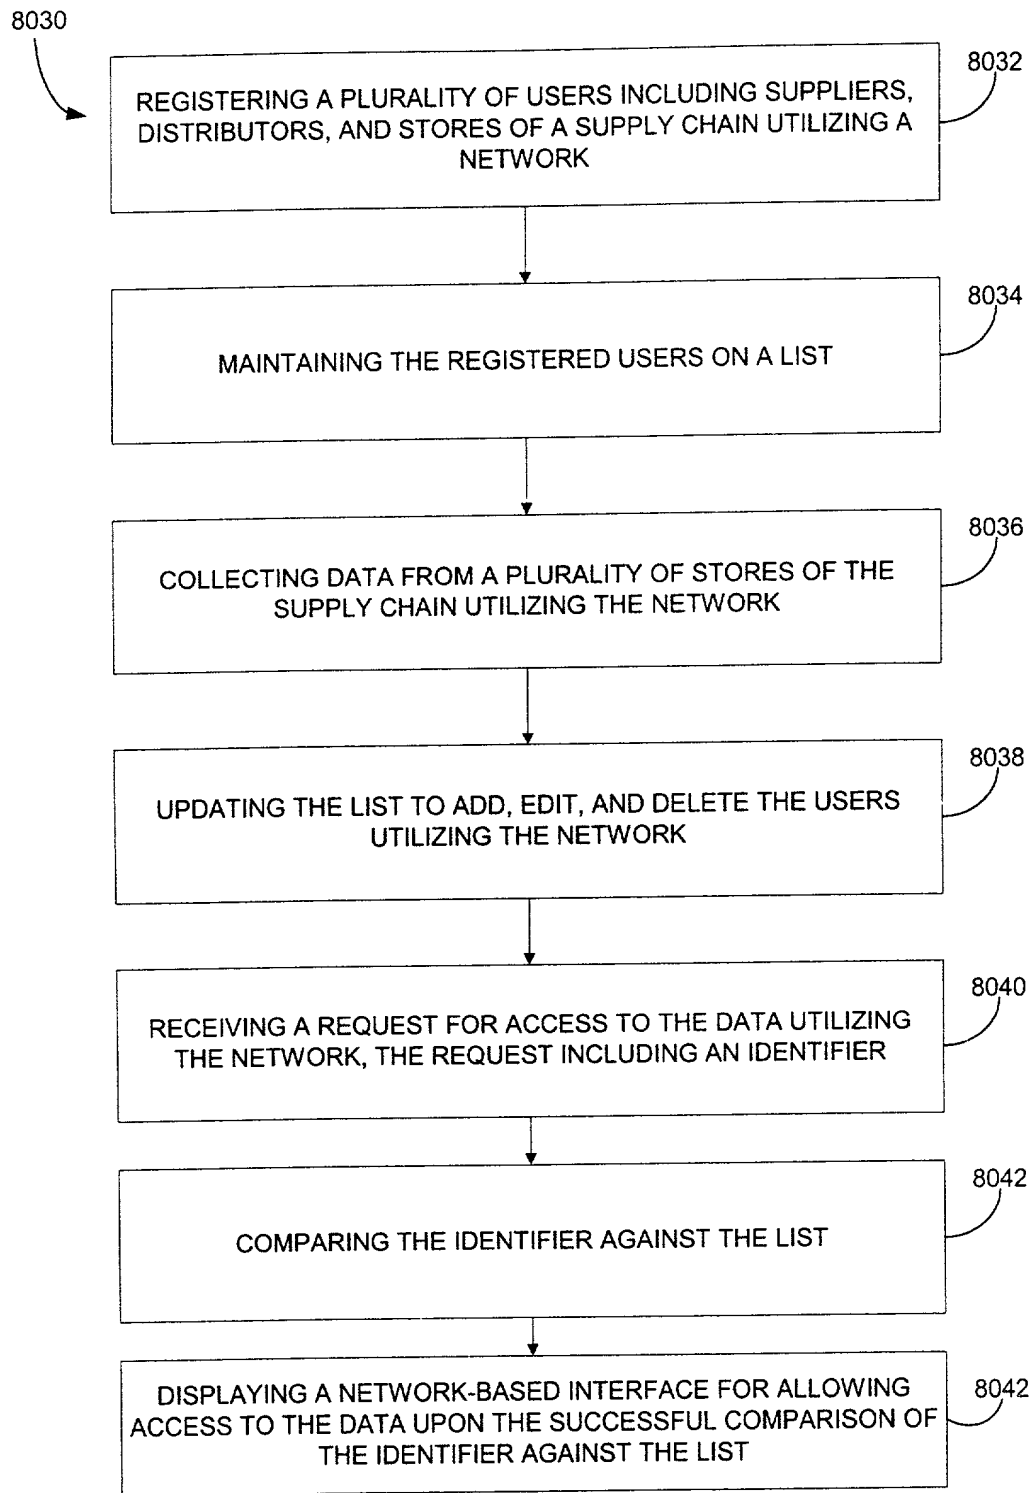 8030
8032
REGISTERING A PLURALITY OF USERS INCLUDING SUPPLIERS,
DISTRIBUTORS, AND STORES OF A SUPPLY CHAIN UTILIZING A
NETWORK
8034
MAINTAINING THE REGISTERED USERS ON A LIST
8036
COLLECTING DATA FROM A PLURALITY OF STORES OF THE
SUPPLY CHAIN UTILIZING THE NETWORK
8038
UPDATING THE LIST TO ADD, EDIT, AND DELETE THE USERS
UTILIZING THE NETWORK
8040
RECEIVING A REQUEST FOR ACCESS TO THE DATA UTILIZING
THE NETWORK, THE REQUEST INCLUDING AN IDENTIFIER
8042
COMPARING THE IDENTIFIER AGAINST THE LIST
8042
DISPLAYING A NETWORK-BASED INTERFACE FOR ALLOWING
ACCESS TO THE DATA UPON THE SUCCESSFUL COMPARISON OF
THE IDENTIFIER AGAINST THE LIST